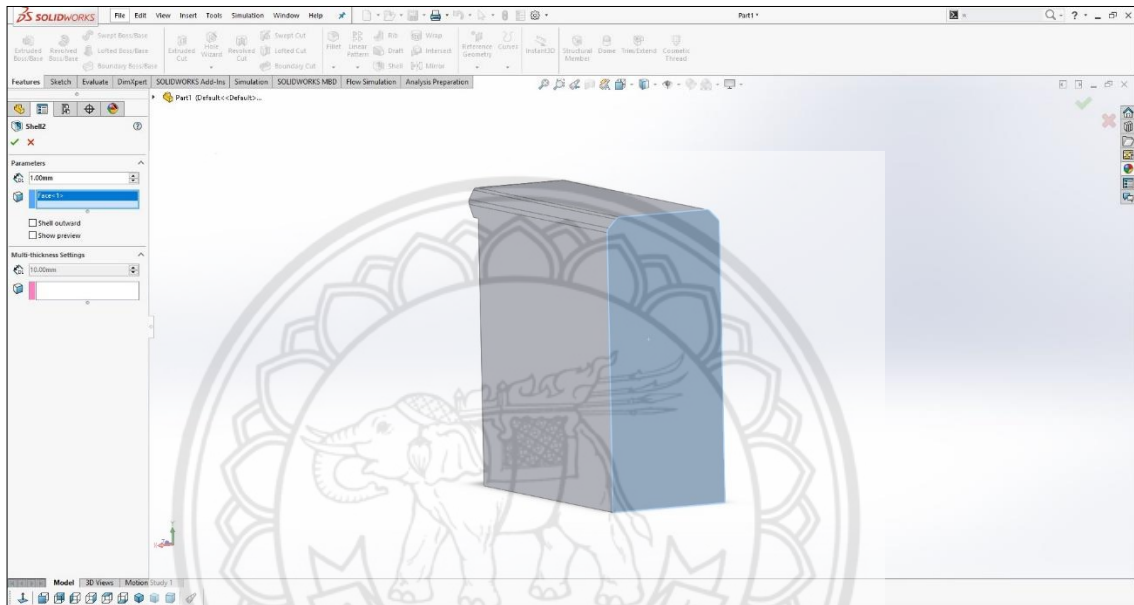 SOLIDWORKS File Edit View Insert Tools Simulation Window Help Part1 *
Extruded Boss/Base
Revolved Boss/Base
Swept Boss/Base
Lofted Boss/Base
Boundary Boss/Base
Extruded Cut
Hole Wizard
Revolved Cut
Swept Cut
Lofted Cut
Boundary Cut
Fillet
Linear Pattern
Rib
Draft
Shell
Wrap
Intersect
Mirror
Reference Geometry
Curves
Instant3D
Structural Member
Trim/Extend
Cosmetic Thread
Features Sketch Evaluate DimXpert SOLIDWORKS Add-Ins Simulation SOLIDWORKS MBD Flow Simulation Analysis Preparation
Part1 (Default<<Default>...
Shell2
Parameters
1.00mm
Face<1>
Shell outward
Show preview
Multi-thickness Settings
10.00mm
Model 3D Views Motion Study 1